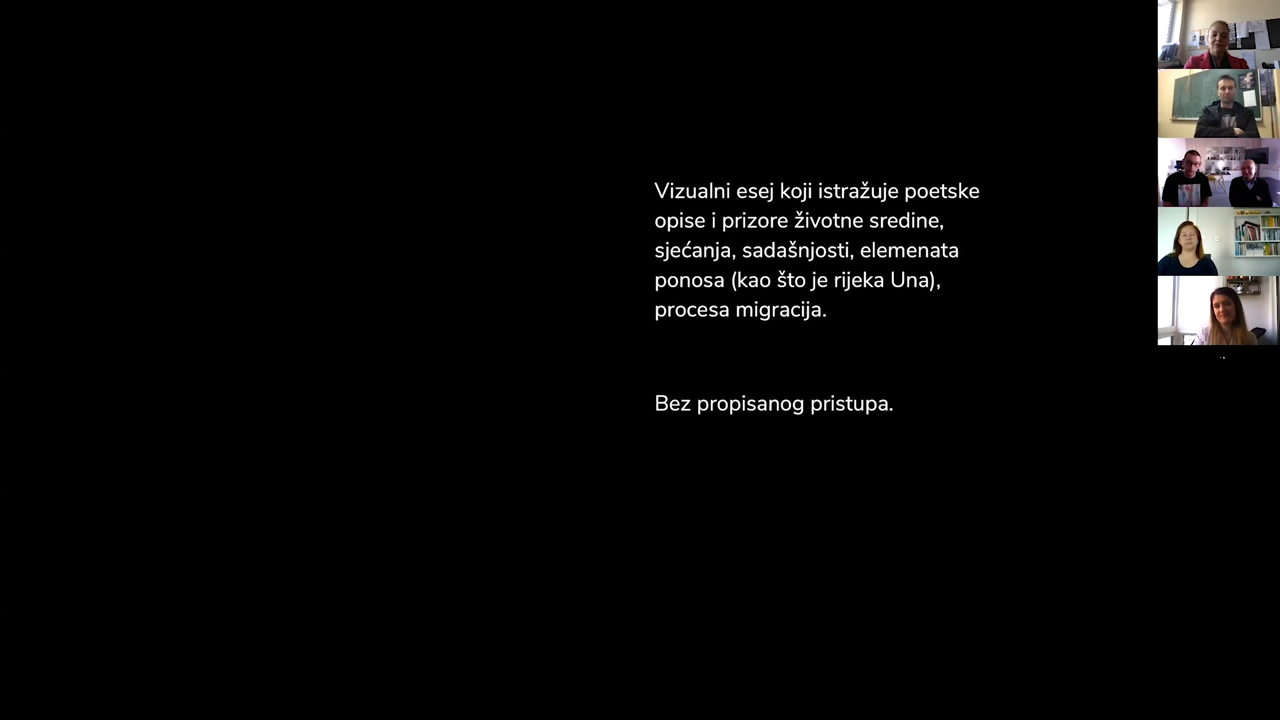 Vizualni esej koji istražuje poetske
opise i prizore životne sredine,
sjećanja, sadašnjosti, elemenata
ponosa (kao što je rijeka Una),
procesa migracija.
Bez propisanog pristupa.